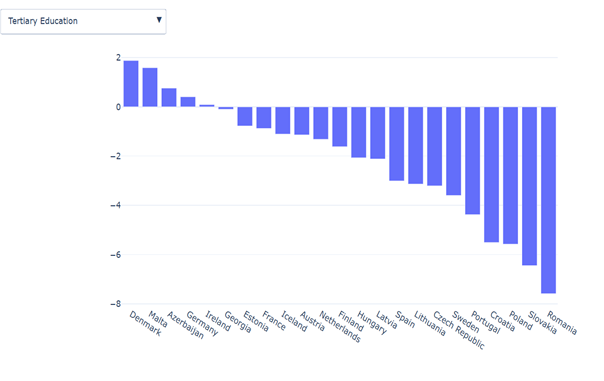 Tertiary Education ▼
2
0
−2
−4
−6
−8
Denmark
Malta
Azerbaijan
Germany
Ireland
Georgia
Estonia
France
Iceland
Austria
Netherlands
Finland
Hungary
Latvia
Spain
Lithuania
Czech Republic
Sweden
Portugal
Croatia
Poland
Slovakia
Romania